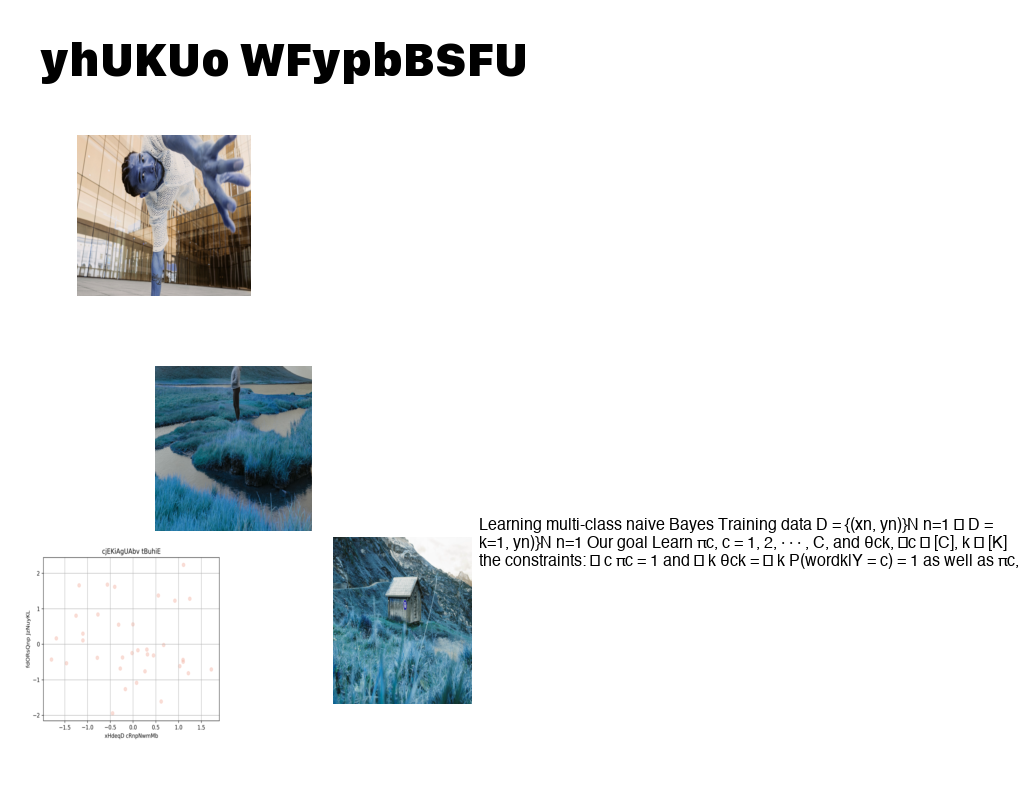 yhUKUo WFypbBSFU
Learning multi-class naive Bayes Training data D = {(xn, yn)}N n=1 □ D =
k=1, yn)}N n=1 Our goal Learn πc, c = 1, 2, · · · , C, and θck, □c □ [C], k □ [K]
the constraints: □ c πc = 1 and □ k θck = □ k P(wordk|Y = c) = 1 as well as πc,
cjEKiAgUAbv tBuhiE
2
1
0
−1
−2
−1.5 −1.0 −0.5 0.0 0.5 1.0 1.5
xHdeqD cRnpNwmMb